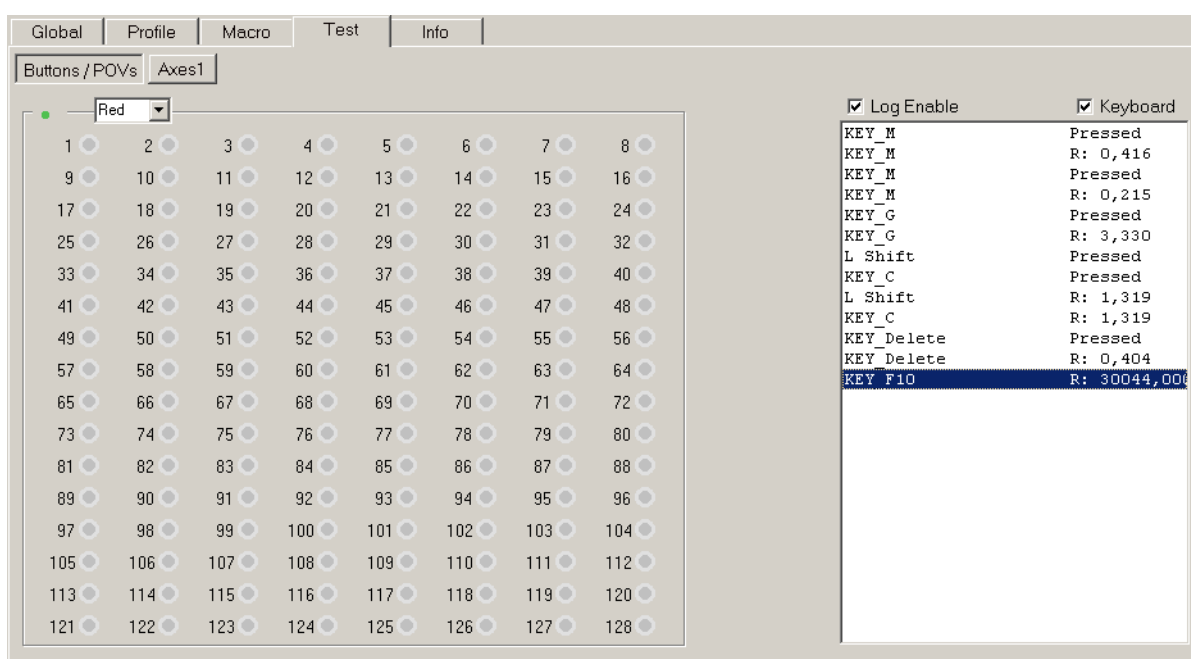 Global Profile Macro Test Info
Buttons / POVs Axes1
Red
1 2 3 4 5 6 7 8
9 10 11 12 13 14 15 16
17 18 19 20 21 22 23 24
25 26 27 28 29 30 31 32
33 34 35 36 37 38 39 40
41 42 43 44 45 46 47 48
49 50 51 52 53 54 55 56
57 58 59 60 61 62 63 64
65 66 67 68 69 70 71 72
73 74 75 76 77 78 79 80
81 82 83 84 85 86 87 88
89 90 91 92 93 94 95 96
97 98 99 100 101 102 103 104
105 106 107 108 109 110 111 112
113 114 115 116 117 118 119 120
121 122 123 124 125 126 127 128
Log Enable Keyboard
KEY_M Pressed
KEY_M R: 0,416
KEY_M Pressed
KEY_M R: 0,215
KEY_G Pressed
KEY_G R: 3,330
L Shift Pressed
KEY_C Pressed
L Shift R: 1,319
KEY_C R: 1,319
KEY_Delete Pressed
KEY_Delete R: 0,404
KEY_F10 R: 30044,00